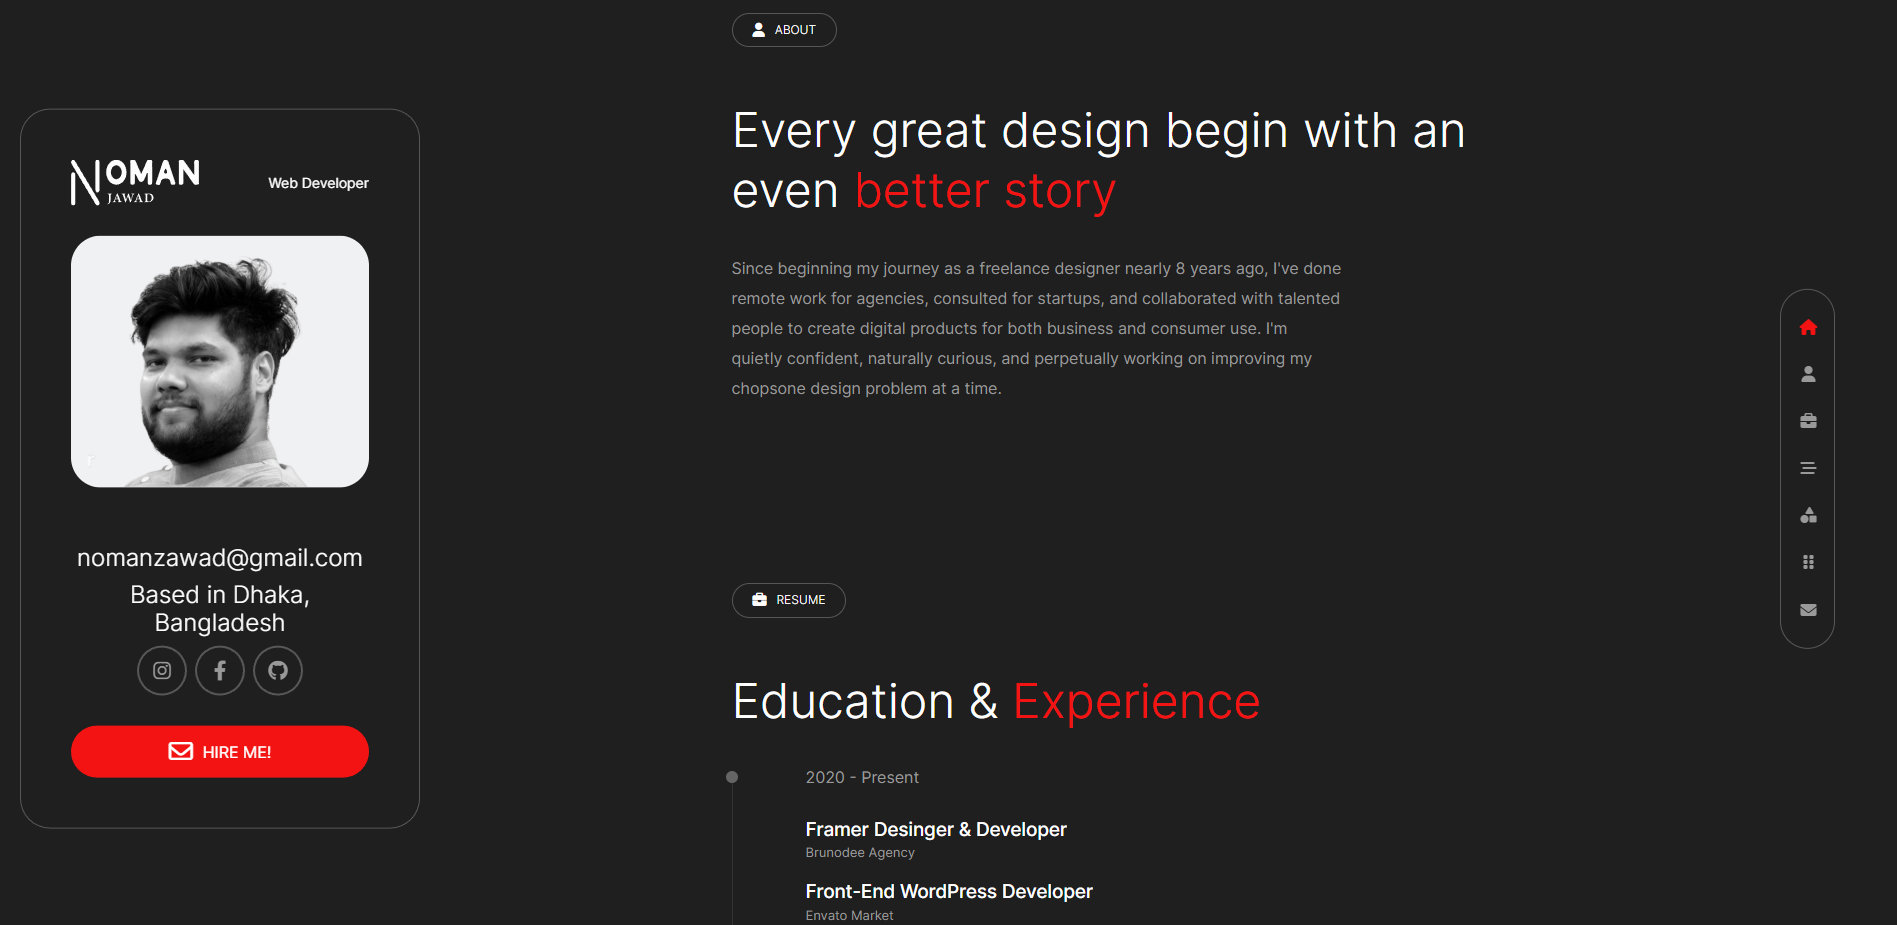 NOMAN
JAWAD
Web Developer
r
nomanzawad@gmail.com
Based in Dhaka,
Bangladesh
HIRE ME!
ABOUT
Every great design begin with an
even better story
Since beginning my journey as a freelance designer nearly 8 years ago, I've done
remote work for agencies, consulted for startups, and collaborated with talented
people to create digital products for both business and consumer use. I'm
quietly confident, naturally curious, and perpetually working on improving my
chopsone design problem at a time.
RESUME
Education & Experience
2020 - Present
Framer Desinger & Developer
Brunodee Agency
Front-End WordPress Developer
Envato Market